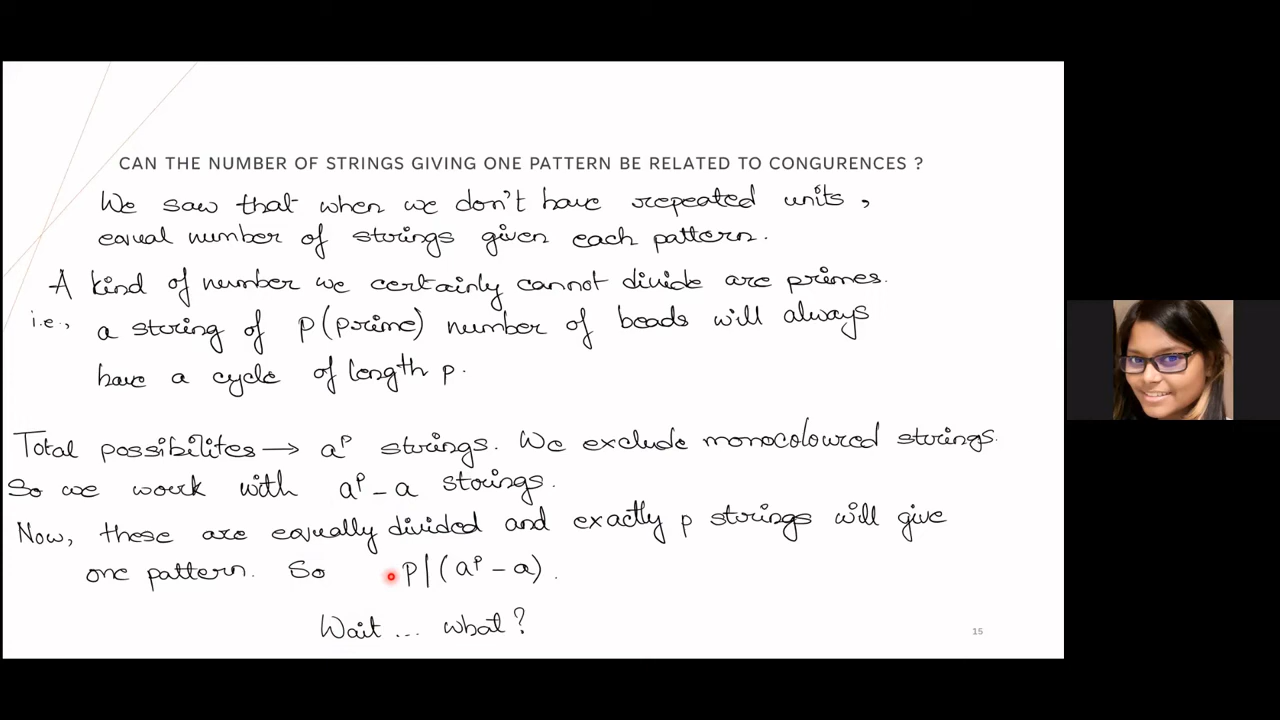 CAN THE NUMBER OF STRINGS GIVING ONE PATTERN BE RELATED TO CONGURENCES ?
We saw that when we don't have repeated units,
equal number of strings given each pattern.
A kind of number we certainly cannot divide are primes.
i.e., a string of p (prime) number of beads will always
have a cycle of length p.
Total possibilites → aᵖ strings. We exclude monocoloured strings.
So we work with aᵖ - a strings.
Now, these are equally divided and exactly p strings will give
one pattern. So p | (aᵖ - a).
Wait ... what?
15